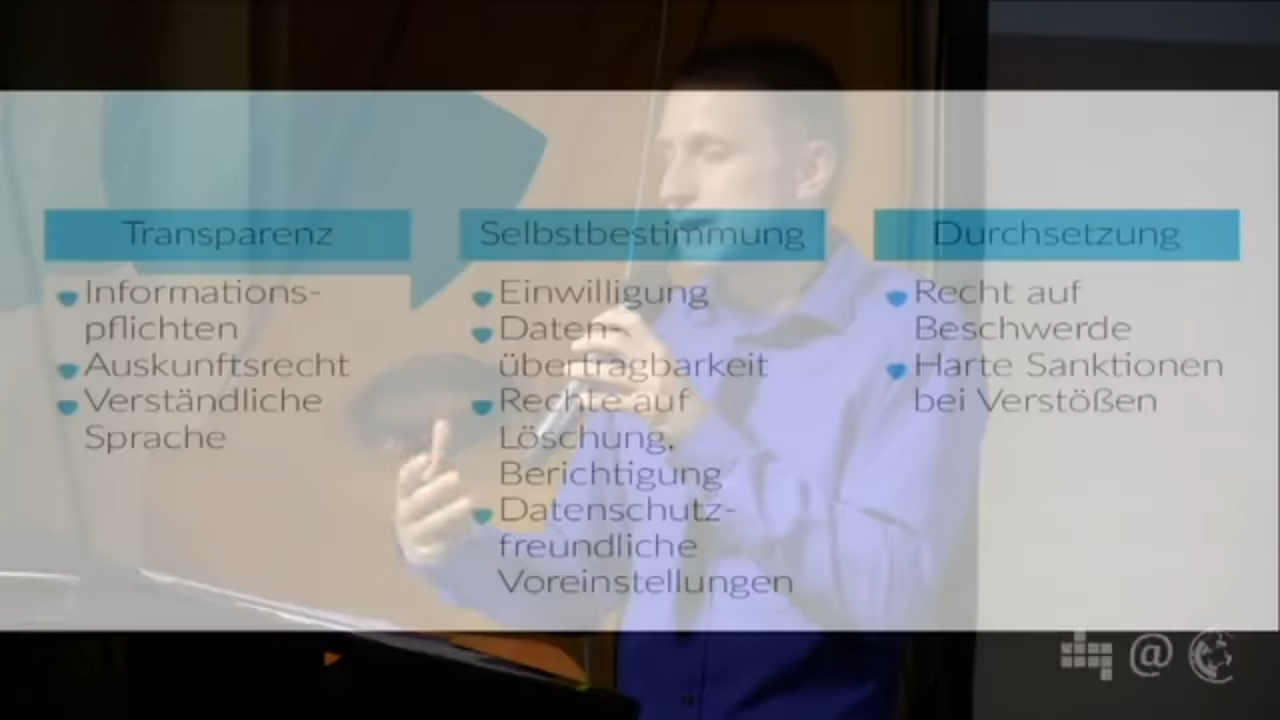 Transparenz
Informations-
pflichten
Auskunftsrecht
Verständliche
Sprache
Selbstbestimmung
Einwilligung
Daten-
übertragbarkeit
Rechte auf
Löschung,
Berichtigung
Datenschutz-
freundliche
Voreinstellungen
Durchsetzung
Recht auf
Beschwerde
Harte Sanktionen
bei Verstößen
@